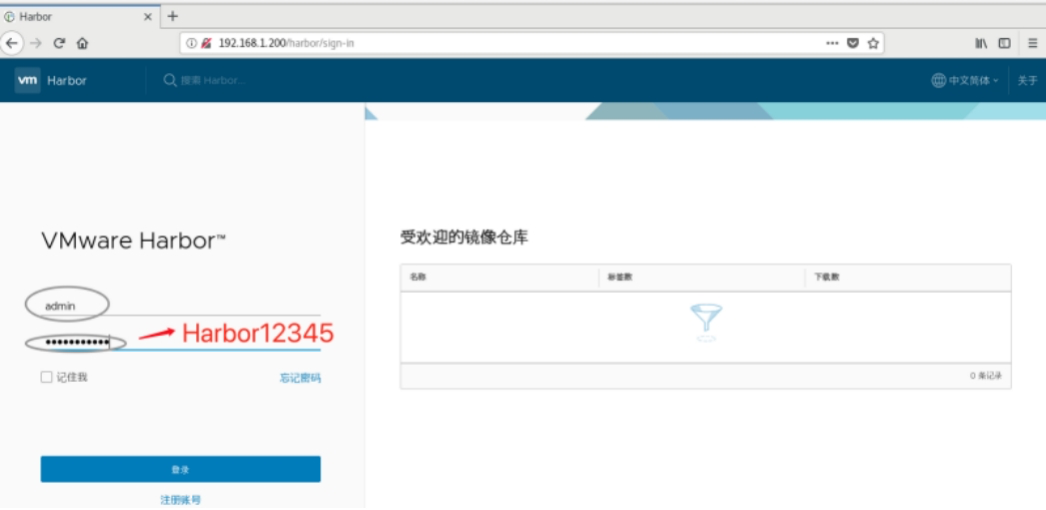 Harbor
192.168.1.200/harbor/sign-in
vm Harbor 搜索 Harbor... 中文简体 关于
VMware Harbor™
admin
Harbor12345
记住我 忘记密码
登录
注册账号
受欢迎的镜像仓库
名称 标签数 下载数
0 条记录